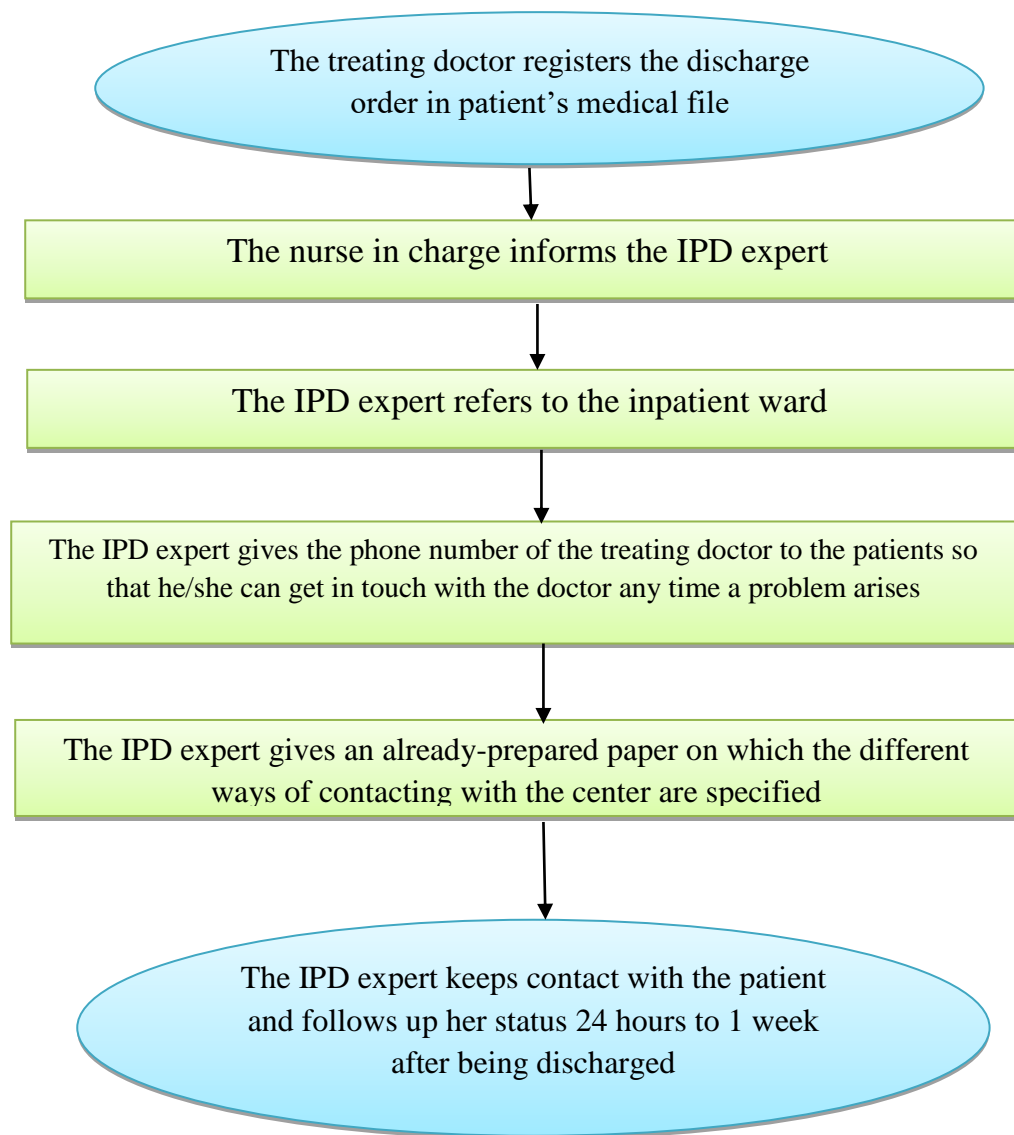 The treating doctor registers the discharge
order in patient’s medical file
The nurse in charge informs the IPD expert
The IPD expert refers to the inpatient ward
The IPD expert gives the phone number of the treating doctor to the patients so
that he/she can get in touch with the doctor any time a problem arises
The IPD expert gives an already-prepared paper on which the different
ways of contacting with the center are specified
The IPD expert keeps contact with the patient
and follows up her status 24 hours to 1 week
after being discharged